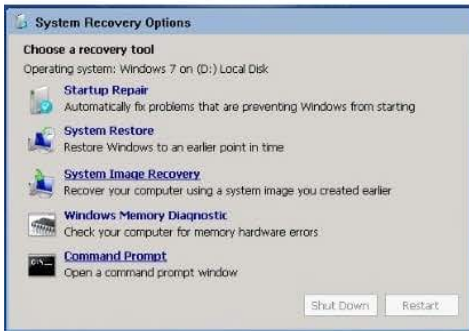 System Recovery Options
Choose a recovery tool
Operating system: Windows 7 on (D:) Local Disk
Startup Repair
Automatically fix problems that are preventing Windows from starting
System Restore
Restore Windows to an earlier point in time
System Image Recovery
Recover your computer using a system image you created earlier
Windows Memory Diagnostic
Check your computer for memory hardware errors
Command Prompt
Open a command prompt window
Shut Down Restart